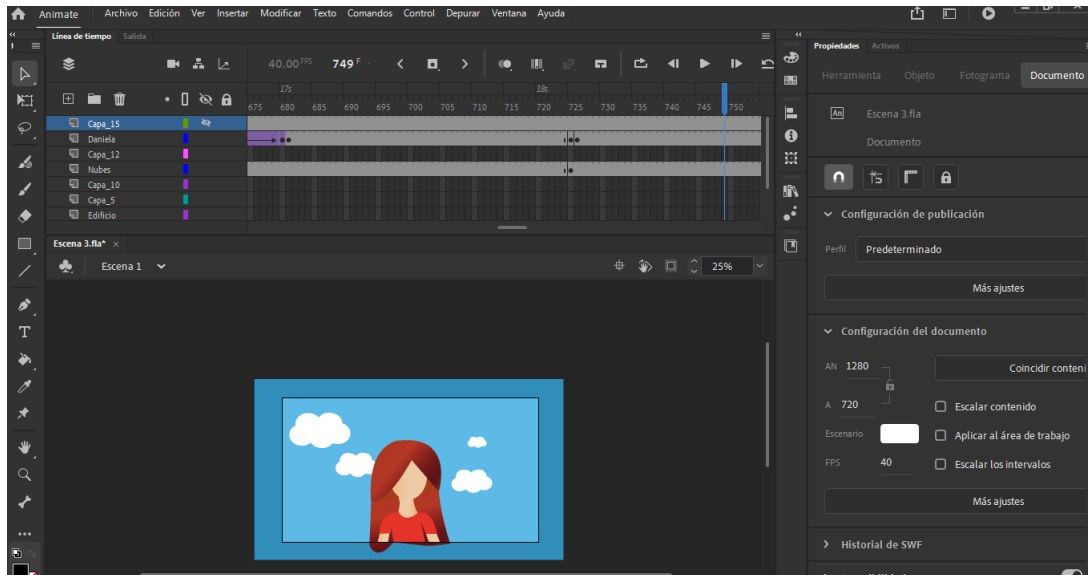 Animate Archivo Edición Ver Insertar Modificar Texto Comandos Control Depurar Ventana Ayuda
Línea de tiempo Salida
40.00 FPS 749 F
17s 18s
675 680 685 690 695 700 705 710 715 720 725 730 735 740 745 750
Capa_15
Daniela
Capa_12
Nubes
Capa_10
Capa_5
Edificio
Escena 3.fla* ×
Escena 1 25%
Propiedades Activos
Herramienta Objeto Fotograma Documento
An Escena 3.fla
Documento
Configuración de publicación
Perfil Predeterminado
Más ajustes
Configuración del documento
AN 1280 Coincidir conteni
A 720 Escalar contenido
Escenario Aplicar al área de trabajo
FPS 40 Escalar los intervalos
Más ajustes
Historial de SWF